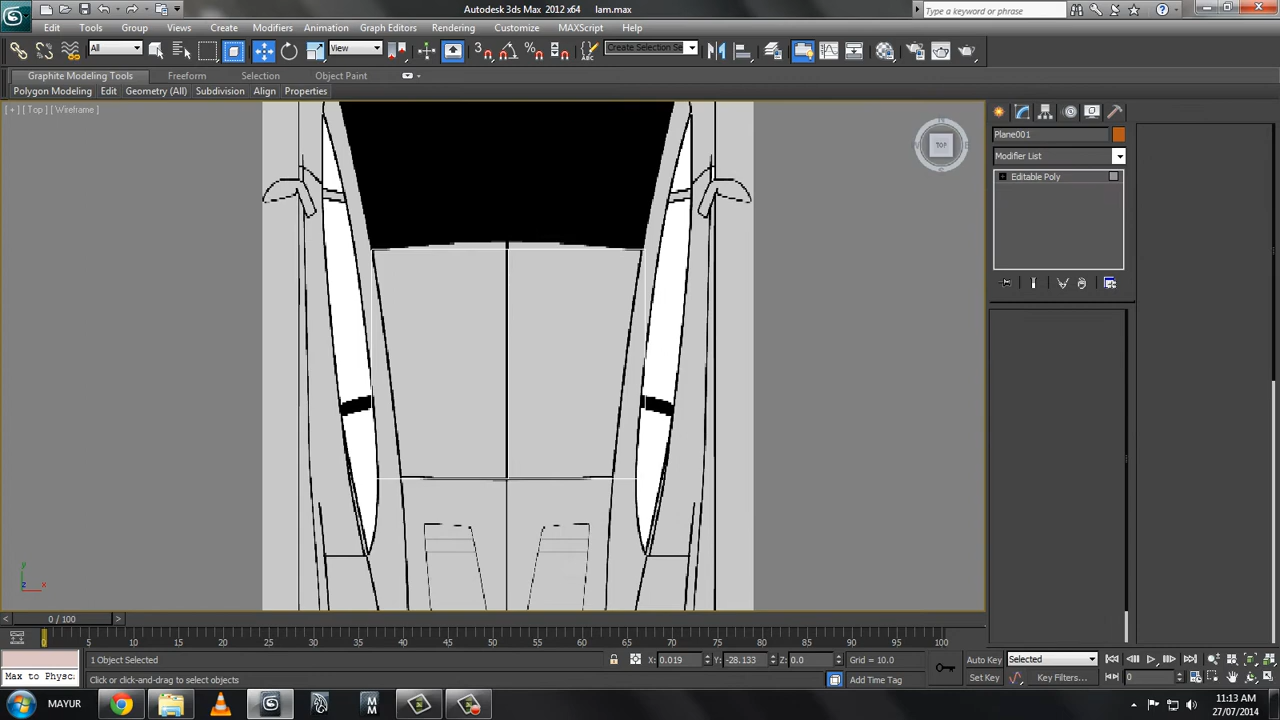 Autodesk 3ds Max 2012 x64 lam.max
Type a keyword or phrase
Edit Tools Group Views Create Modifiers Animation Graph Editors Rendering Customize MAXScript Help
All View Create Selection Se
Graphite Modeling Tools Freeform Selection Object Paint
Polygon Modeling Edit Geometry (All) Subdivision Align Properties
[ + ] [ Top ] [ Wireframe ]
TOP
Plane001
Modifier List
Editable Poly
z x
0 / 100
0 5 10 15 20 25 30 35 40 45 50 55 60 65 70 75 80 85 90 95 100
1 Object Selected X: 0.019 Y: -28.133 Z: 0.0 Grid = 10.0 Auto Key Selected
Max to Physc Click or click-and-drag to select objects Add Time Tag Set Key Key Filters... 0
MAYUR
11:13 AM
27/07/2014